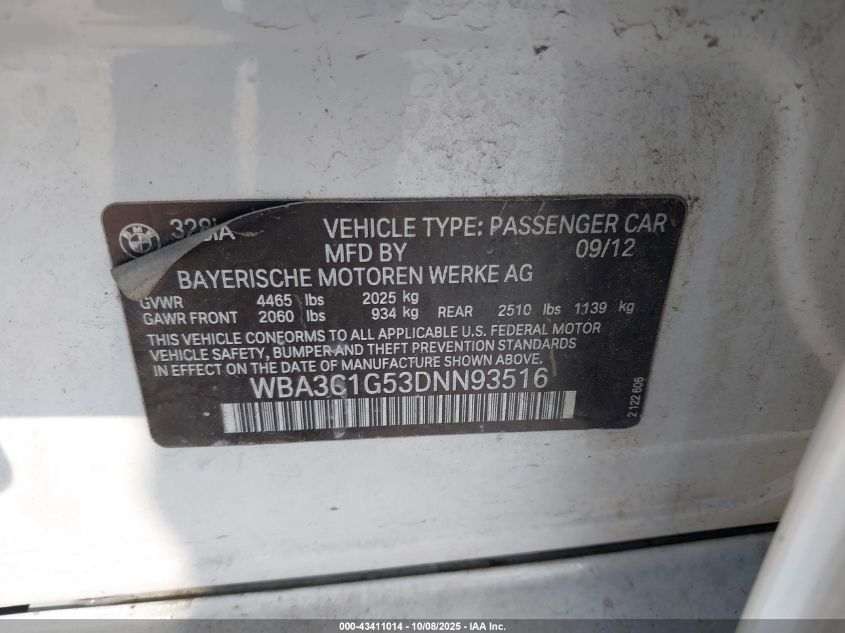 328iA VEHICLE TYPE: PASSENGER CAR
MFD BY 09/12
BAYERISCHE MOTOREN WERKE AG
GVWR 4465 lbs 2025 kg
GAWR FRONT 2060 lbs 934 kg REAR 2510 lbs 1139 kg
THIS VEHICLE CONFORMS TO ALL APPLICABLE U.S. FEDERAL MOTOR
VEHICLE SAFETY, BUMPER AND THEFT PREVENTION STANDARDS
IN EFFECT ON THE DATE OF MANUFACTURE SHOWN ABOVE.
WBA3C1G53DNN93516
2 122 606
000-43411014 - 10/08/2025 - IAA Inc.